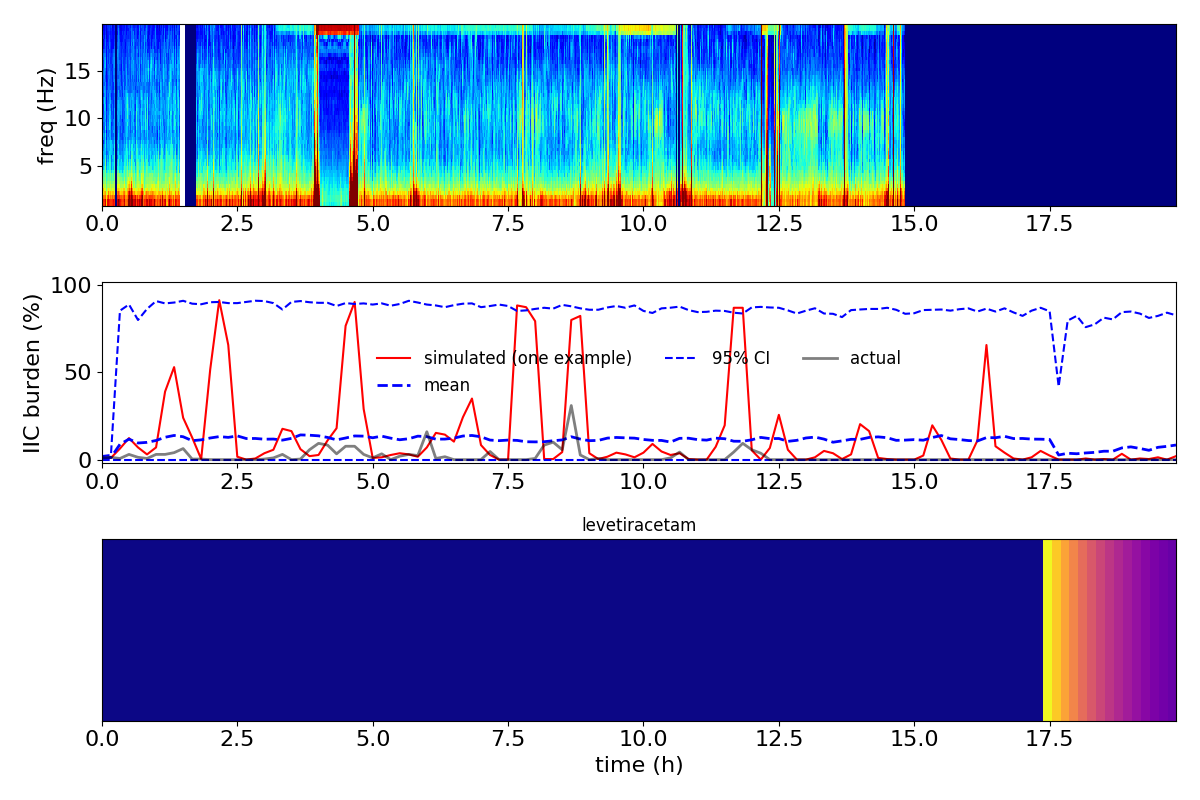 freq (Hz)
15
10
5
0.0 2.5 5.0 7.5 10.0 12.5 15.0 17.5
IIC burden (%)
100
50
0
simulated (one example) 95% CI actual
mean
0.0 2.5 5.0 7.5 10.0 12.5 15.0 17.5
levetiracetam
0.0 2.5 5.0 7.5 10.0 12.5 15.0 17.5
time (h)